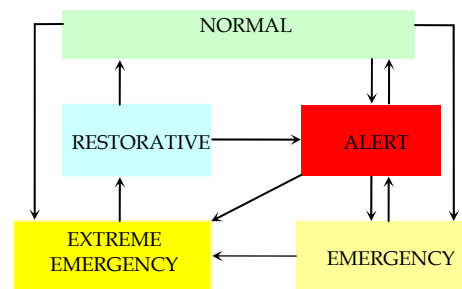 NORMAL
RESTORATIVE
ALERT
EXTREME
EMERGENCY
EMERGENCY